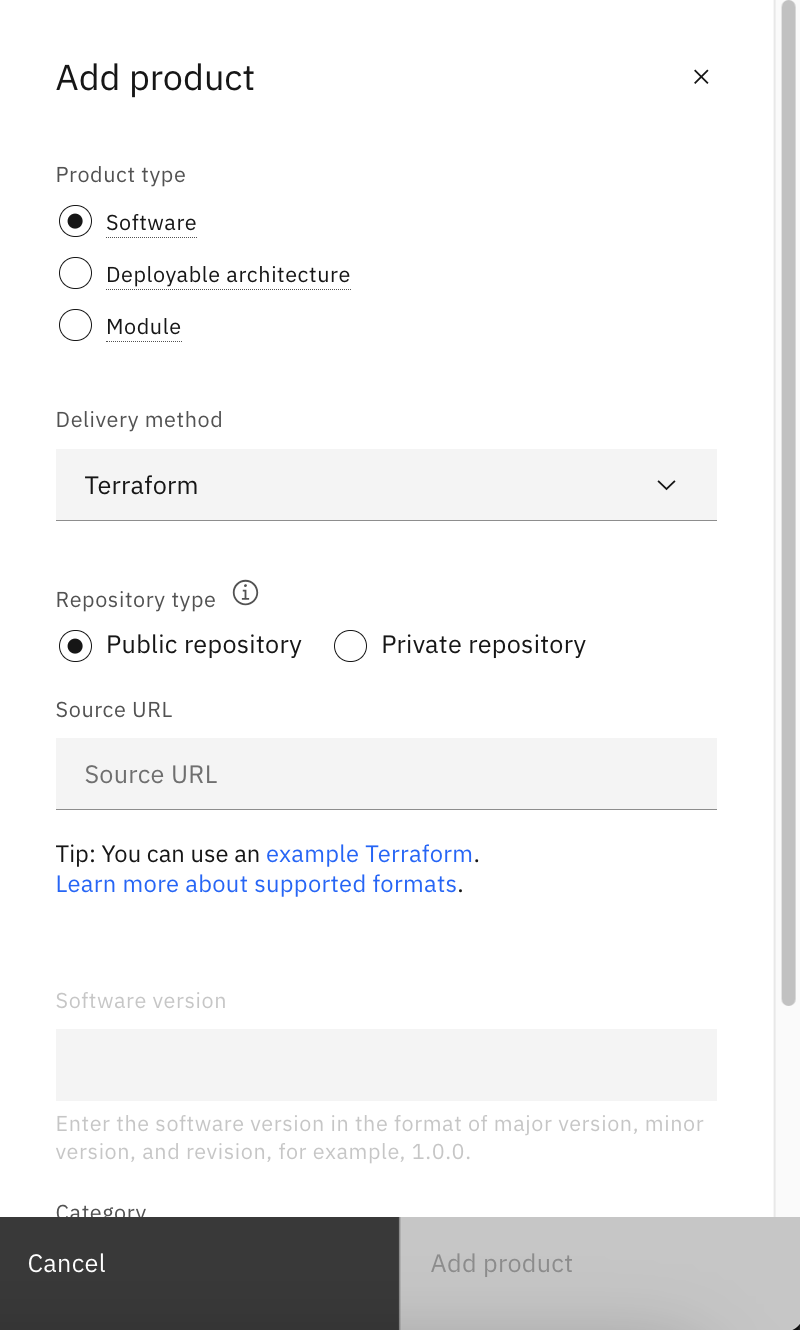 Add product
Product type
Software
Deployable architecture
Module
Delivery method
Terraform
Repository type
Public repository Private repository
Source URL
Source URL
Tip: You can use an example Terraform.
Learn more about supported formats.
Software version
Enter the software version in the format of major version, minor
version, and revision, for example, 1.0.0.
Category
Cancel Add product